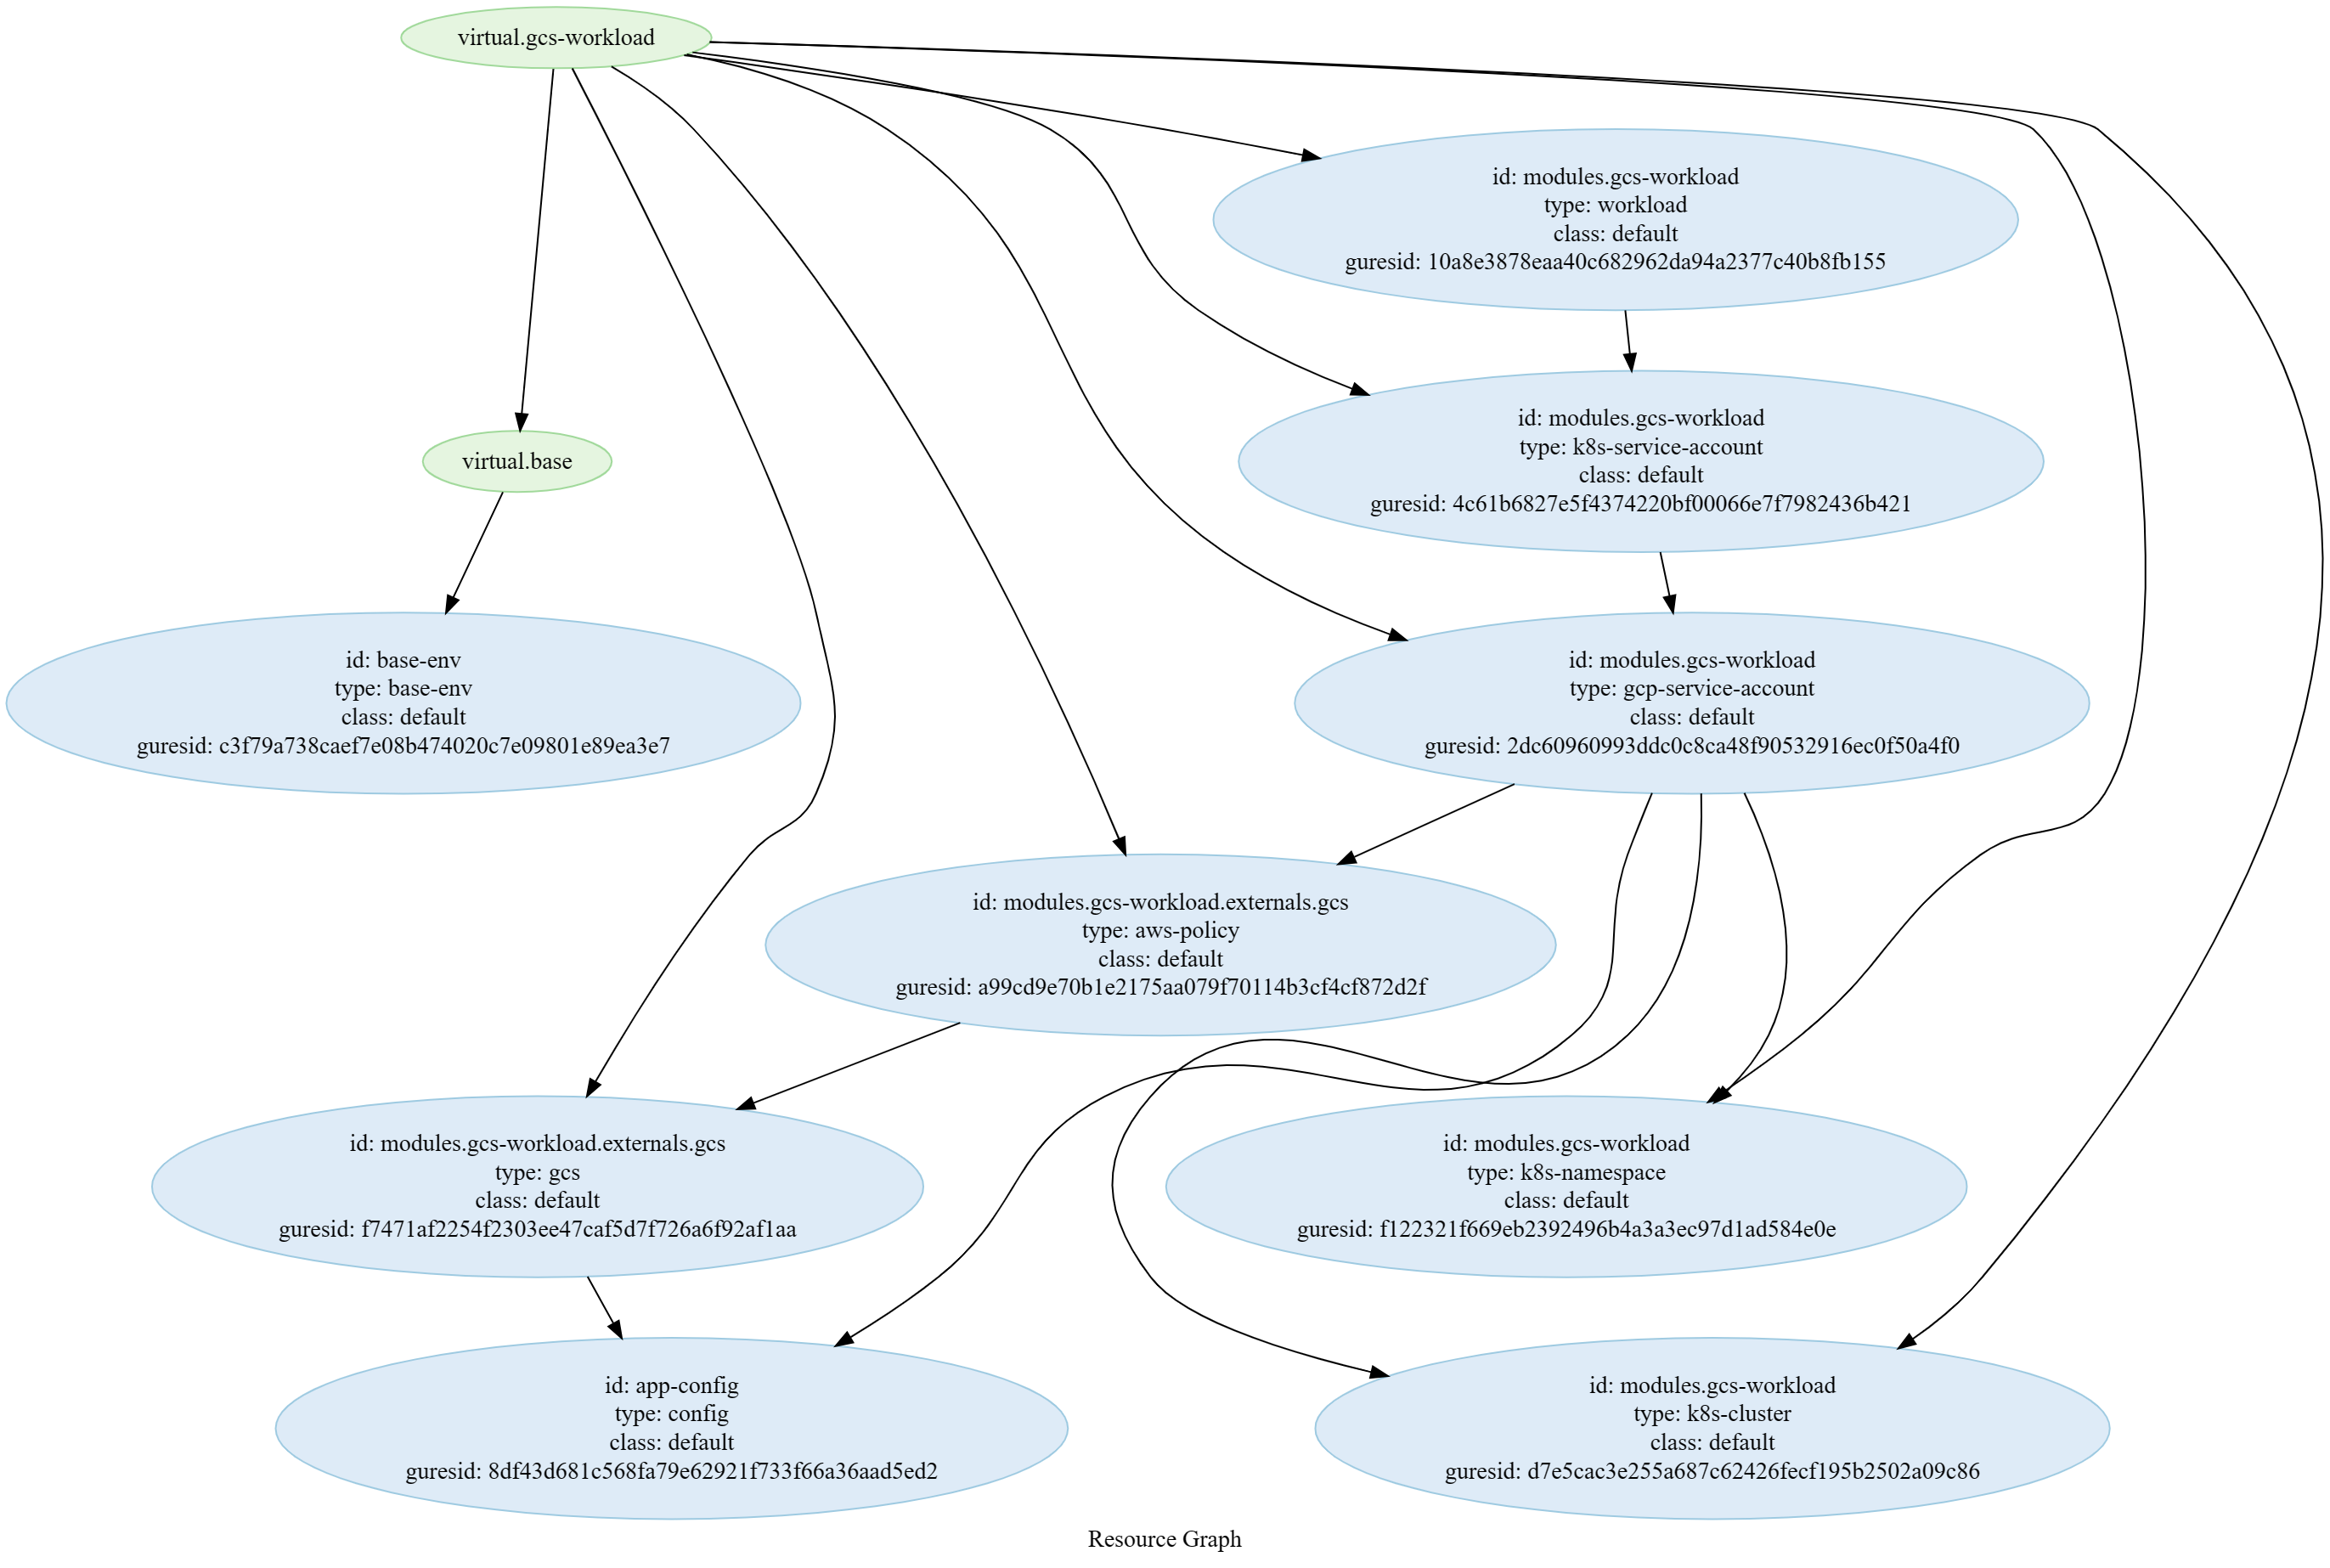 virtual.gcs-workload
id: modules.gcs-workload
type: workload
class: default
guresid: 10a8e3878eaa40c682962da94a2377c40b8fb155
id: modules.gcs-workload
type: k8s-service-account
class: default
guresid: 4c61b6827e5f4374220bf00066e7f7982436b421
virtual.base
id: base-env
type: base-env
class: default
guresid: c3f79a738caef7e08b474020c7e09801e89ea3e7
id: modules.gcs-workload
type: gcp-service-account
class: default
guresid: 2dc60960993ddc0c8ca48f90532916ec0f50a4f0
id: modules.gcs-workload.externals.gcs
type: aws-policy
class: default
guresid: a99cd9e70b1e2175aa079f70114b3cf4cf872d2f
id: modules.gcs-workload.externals.gcs
type: gcs
class: default
guresid: f7471af2254f2303ee47caf5d7f726a6f92af1aa
id: modules.gcs-workload
type: k8s-namespace
class: default
guresid: f122321f669eb2392496b4a3a3ec97d1ad584e0e
id: app-config
type: config
class: default
guresid: 8df43d681c568fa79e62921f733f66a36aad5ed2
id: modules.gcs-workload
type: k8s-cluster
class: default
guresid: d7e5cac3e255a687c62426fecf195b2502a09c86
Resource Graph